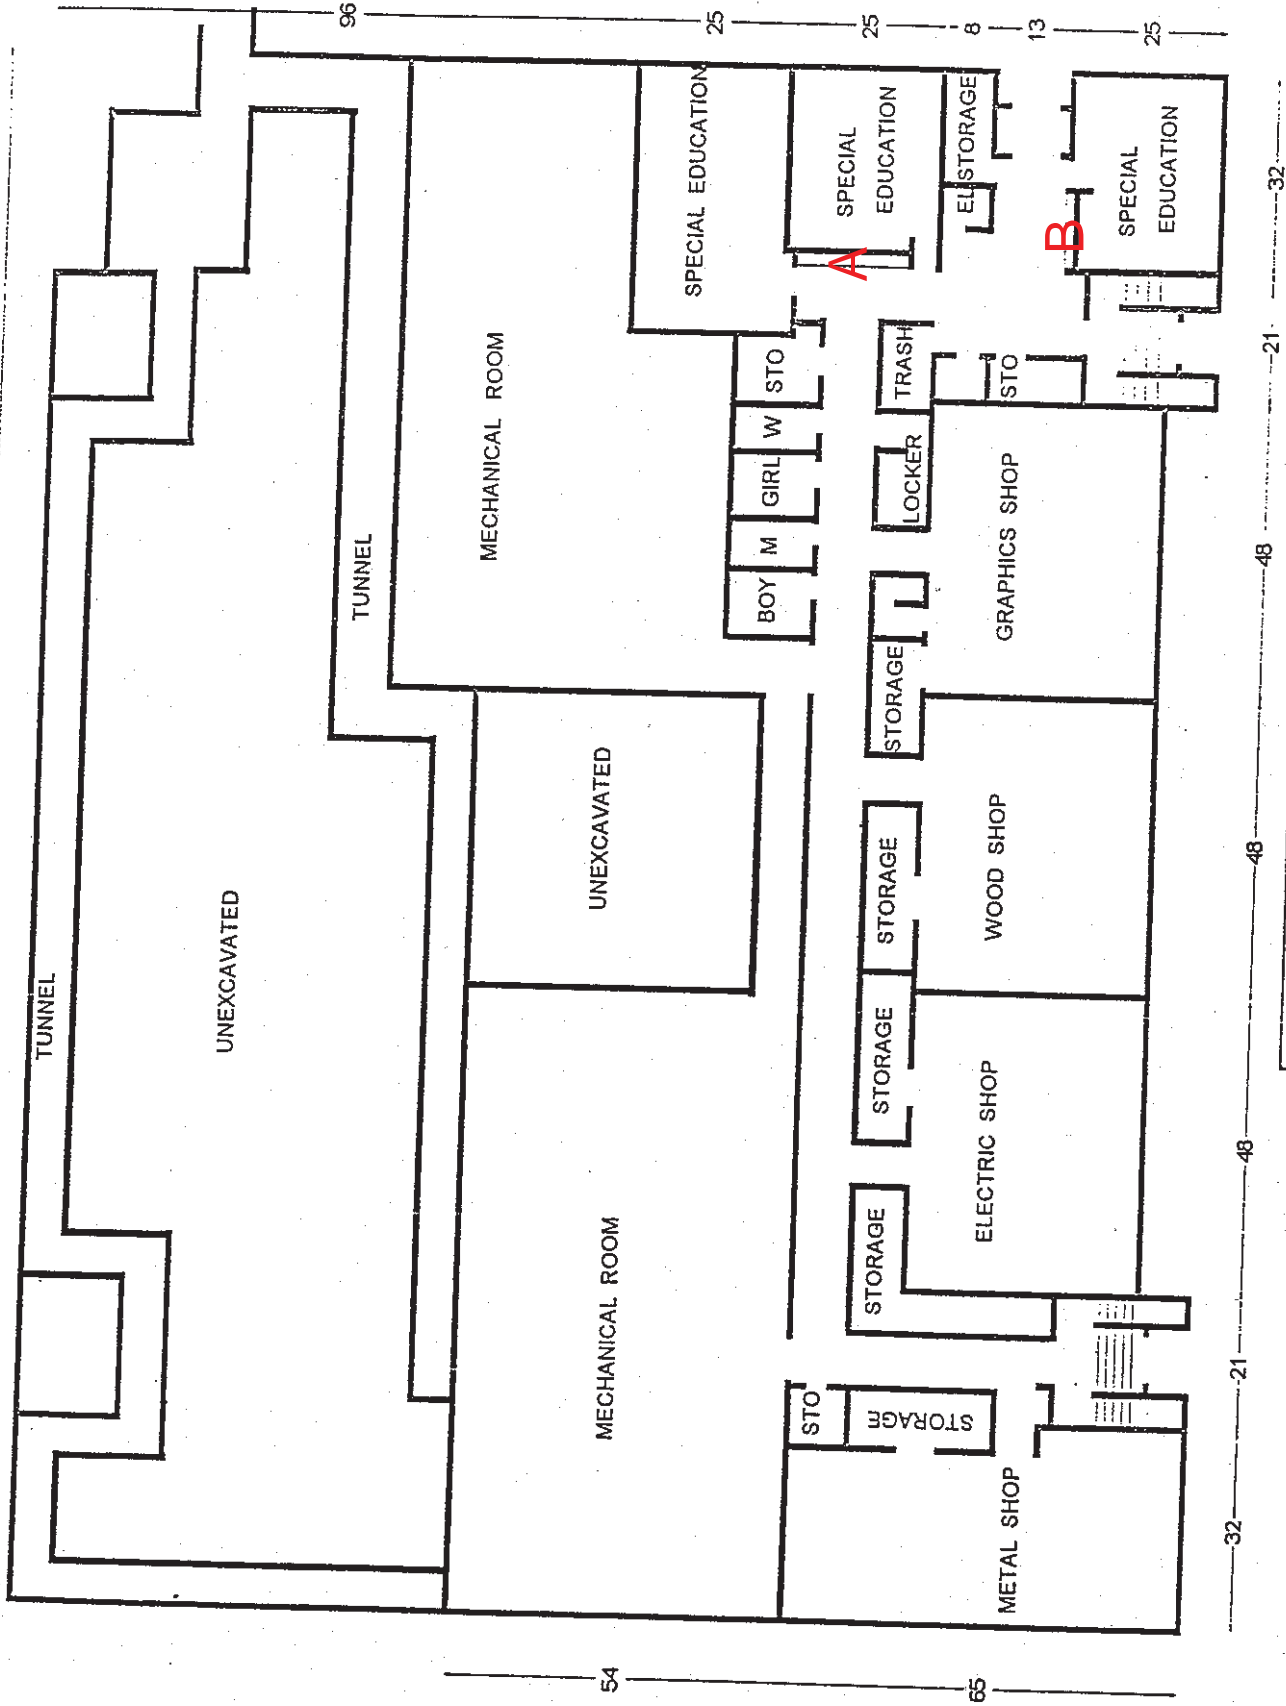 96
25
25
8
13
25
SPECIAL EDUCATION
SPECIAL
EDUCATION
STORAGE
EL
SPECIAL
EDUCATION
A
B
32
MECHANICAL ROOM
STO
TRASH
STO
21
W
GIRL
M
BOY
LOCKER
GRAPHICS SHOP
48
TUNNEL
STORAGE
UNEXCAVATED
STORAGE
WOOD SHOP
48
TUNNEL
UNEXCAVATED
STORAGE
ELECTRIC SHOP
48
MECHANICAL ROOM
STORAGE
21
STO
STORAGE
METAL SHOP
32
54
65